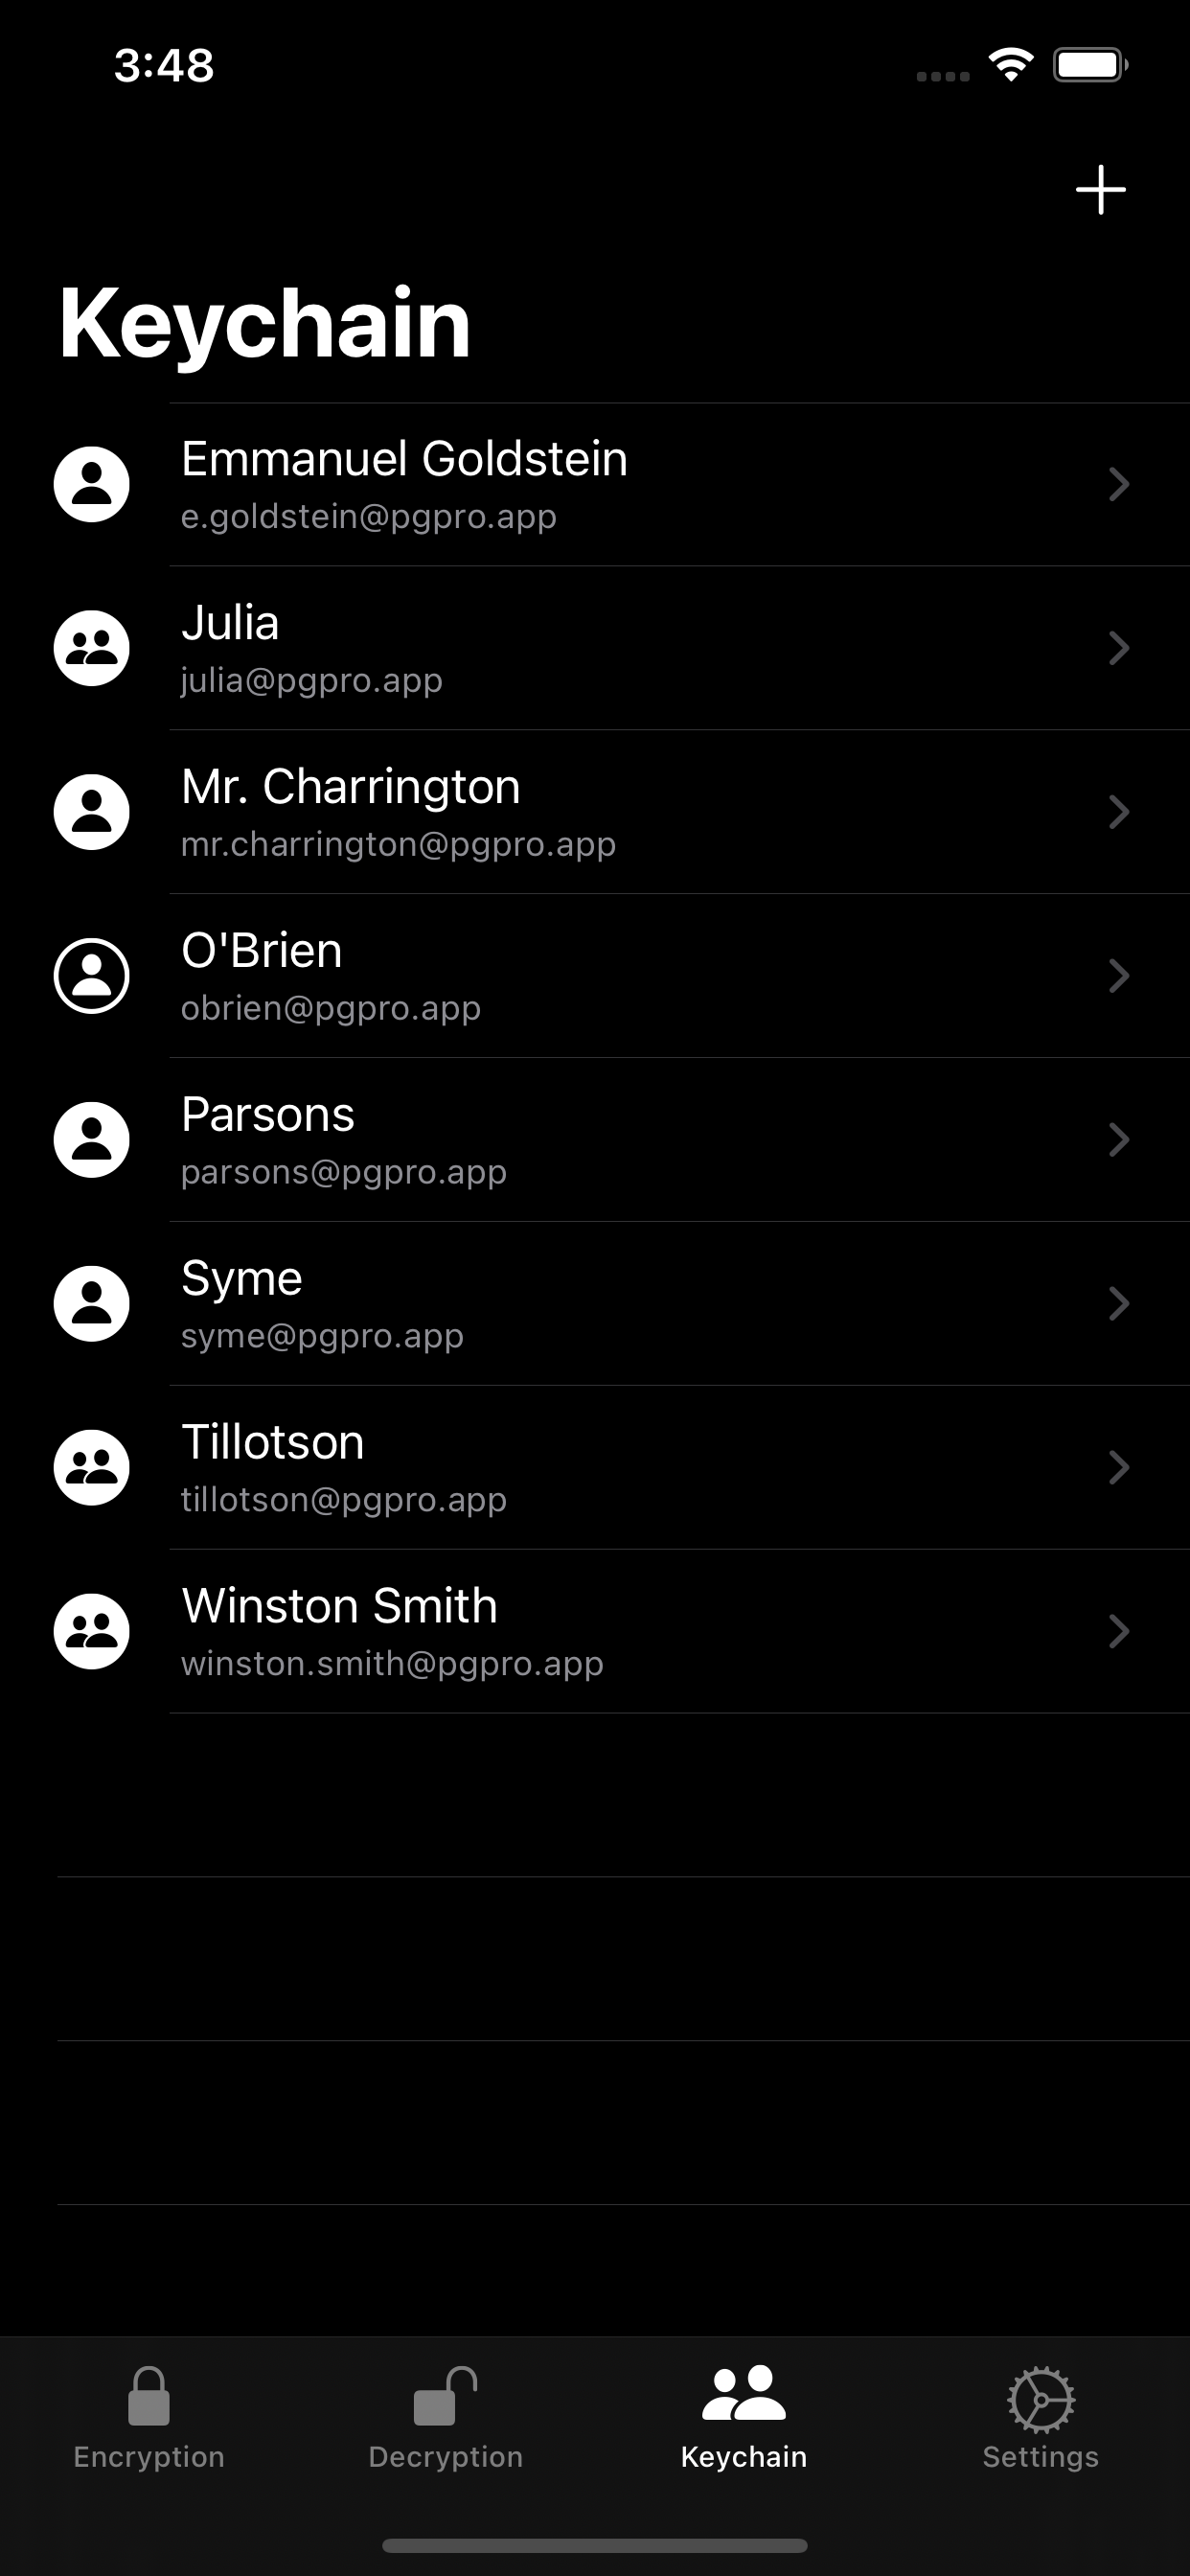 3:48
Keychain
Emmanuel Goldstein
e.goldstein@pgpro.app
Julia
julia@pgpro.app
Mr. Charrington
mr.charrington@pgpro.app
O'Brien
obrien@pgpro.app
Parsons
parsons@pgpro.app
Syme
syme@pgpro.app
Tillotson
tillotson@pgpro.app
Winston Smith
winston.smith@pgpro.app
Encryption Decryption Keychain Settings